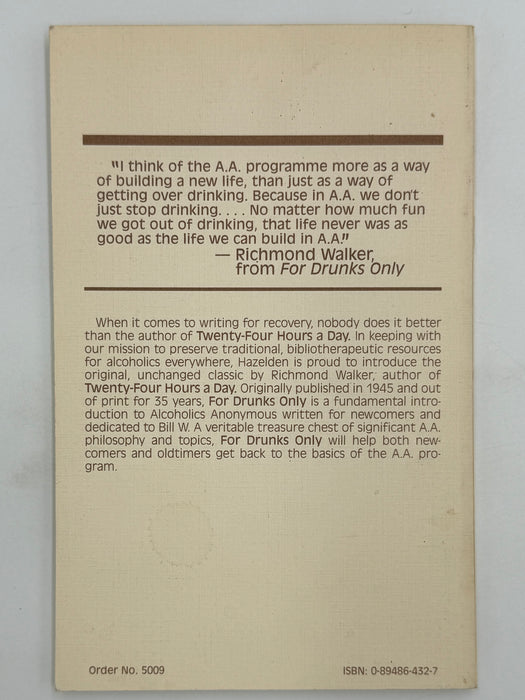 "I think of the A.A. programme more as a way
of building a new life, than just as a way of
getting over drinking. Because in A.A. we don't
just stop drinking. . . . No matter how much fun
we got out of drinking, that life never was as
good as the life we can build in A.A."
— Richmond Walker,
from For Drunks Only
When it comes to writing for recovery, nobody does it better
than the author of Twenty-Four Hours a Day. In keeping with
our mission to preserve traditional, bibliotherapeutic resources
for alcoholics everywhere, Hazelden is proud to introduce the
original, unchanged classic by Richmond Walker, author of
Twenty-Four Hours a Day. Originally published in 1945 and out
of print for 35 years, For Drunks Only is a fundamental intro-
duction to Alcoholics Anonymous written for newcomers and
dedicated to Bill W. A veritable treasure chest of significant A.A.
philosophy and topics, For Drunks Only will help both new-
comers and oldtimers get back to the basics of the A.A. pro-
gram.
Order No. 5009
ISBN: 0-89486-432-7